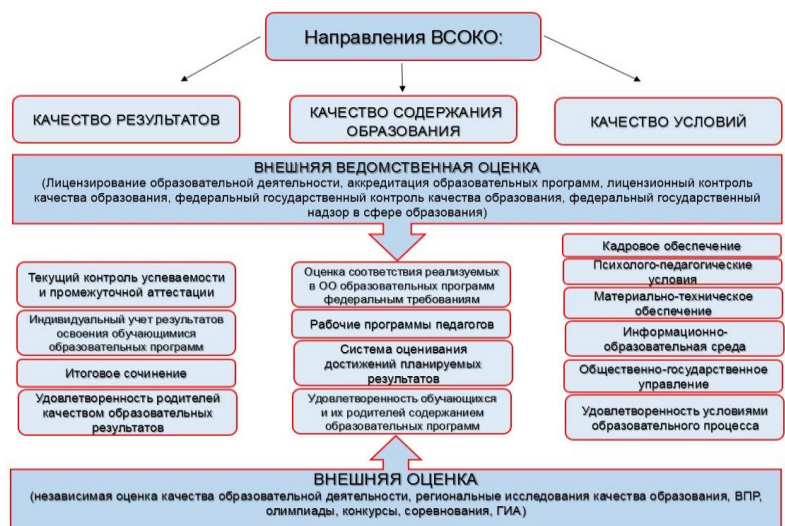 Направления ВСОКО:
КАЧЕСТВО РЕЗУЛЬТАТОВ
КАЧЕСТВО СОДЕРЖАНИЯ
ОБРАЗОВАНИЯ
КАЧЕСТВО УСЛОВИЙ
ВНЕШНЯЯ ВЕДОМСТВЕННАЯ ОЦЕНКА
(Лицензирование образовательной деятельности, аккредитация образовательных программ, лицензионный контроль
качества образования, федеральный государственный контроль качества образования, федеральный государственный
надзор в сфере образования)
Текущий контроль успеваемости
и промежуточной аттестации
Индивидуальный учет результатов
освоения обучающимися
образовательных программ
Итоговое сочинение
Удовлетворенность родителей
качеством образовательных
результатов
Оценка соответствия реализуемых
в ОО образовательных программ
федеральным требованиям
Рабочие программы педагогов
Система оценивания
достижений планируемых
результатов
Удовлетворенность обучающихся
и их родителей содержанием
образовательных программ
Кадровое обеспечение
Психолого-педагогические
условия
Материально-техническое
обеспечение
Информационно-
образовательная среда
Общественно-государственное
управление
Удовлетворенность условиями
образовательного процесса
ВНЕШНЯЯ ОЦЕНКА
(независимая оценка качества образовательной деятельности, региональные исследования качества образования, ВПР,
олимпиады, конкурсы, соревнования, ГИА)